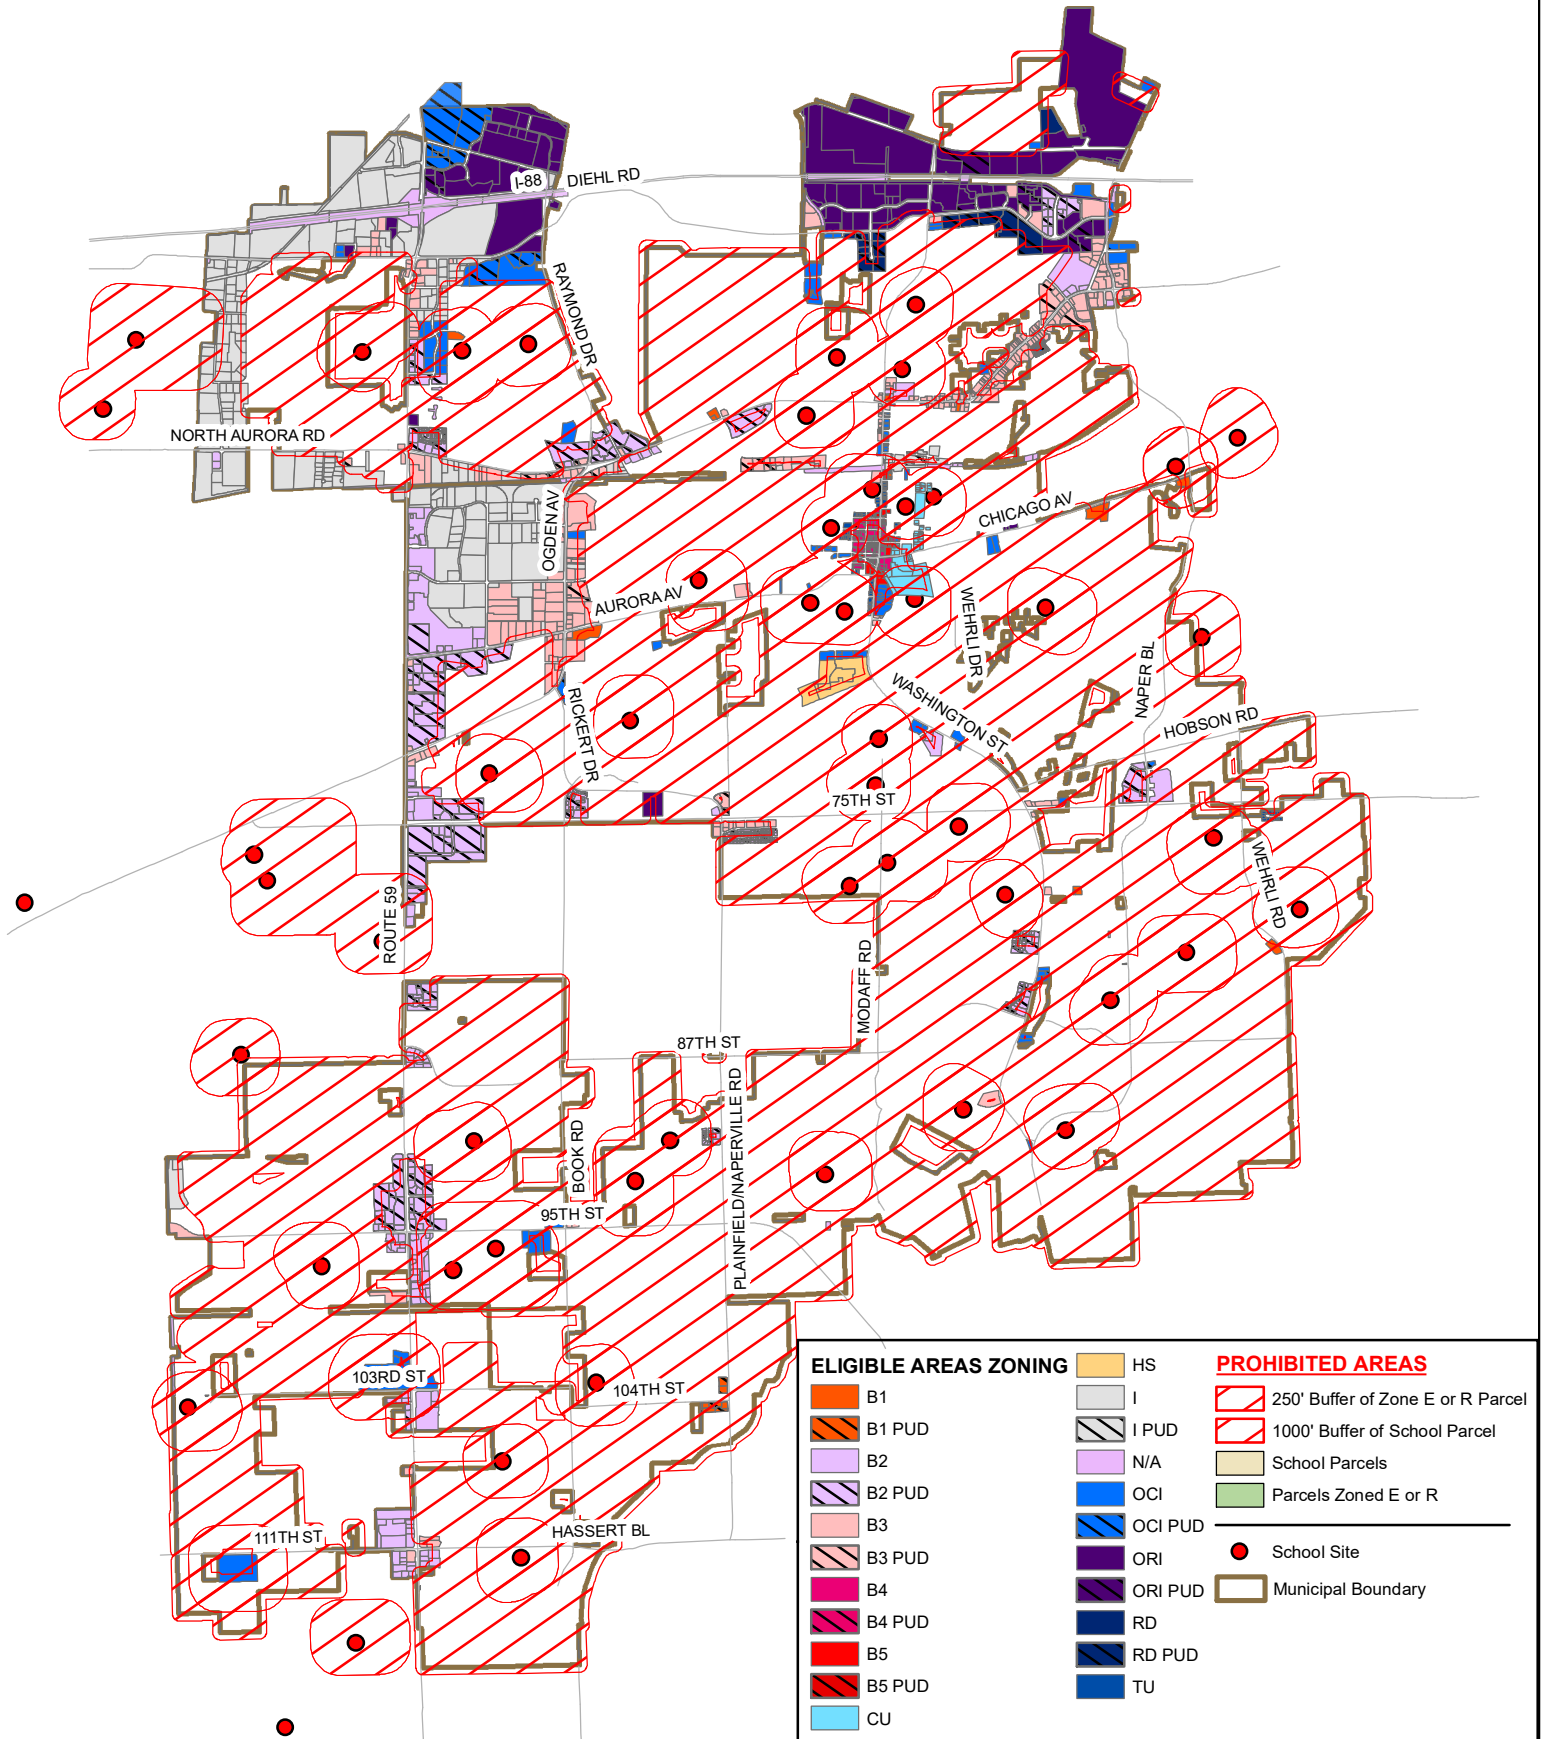 I-88
DIEHL RD
RAYMOND DR
NORTH AURORA RD
OGDEN AV
CHICAGO AV
AURORA AV
WEHRLI DR
NAPER BL
WASHINGTON ST
HOBSON RD
RICKERT DR
75TH ST
WEHRLI RD
ROUTE 59
MODAFF RD
87TH ST
PLAINFIELD/NAPERVILLE RD
BOOK RD
95TH ST
103RD ST
104TH ST
111TH ST
HASSERT BL
ELIGIBLE AREAS ZONING
B1
B1 PUD
B2
B2 PUD
B3
B3 PUD
B4
B4 PUD
B5
B5 PUD
CU
HS
I
I PUD
N/A
OCI
OCI PUD
ORI
ORI PUD
RD
RD PUD
TU
PROHIBITED AREAS
250' Buffer of Zone E or R Parcel
1000' Buffer of School Parcel
School Parcels
Parcels Zoned E or R
School Site
Municipal Boundary